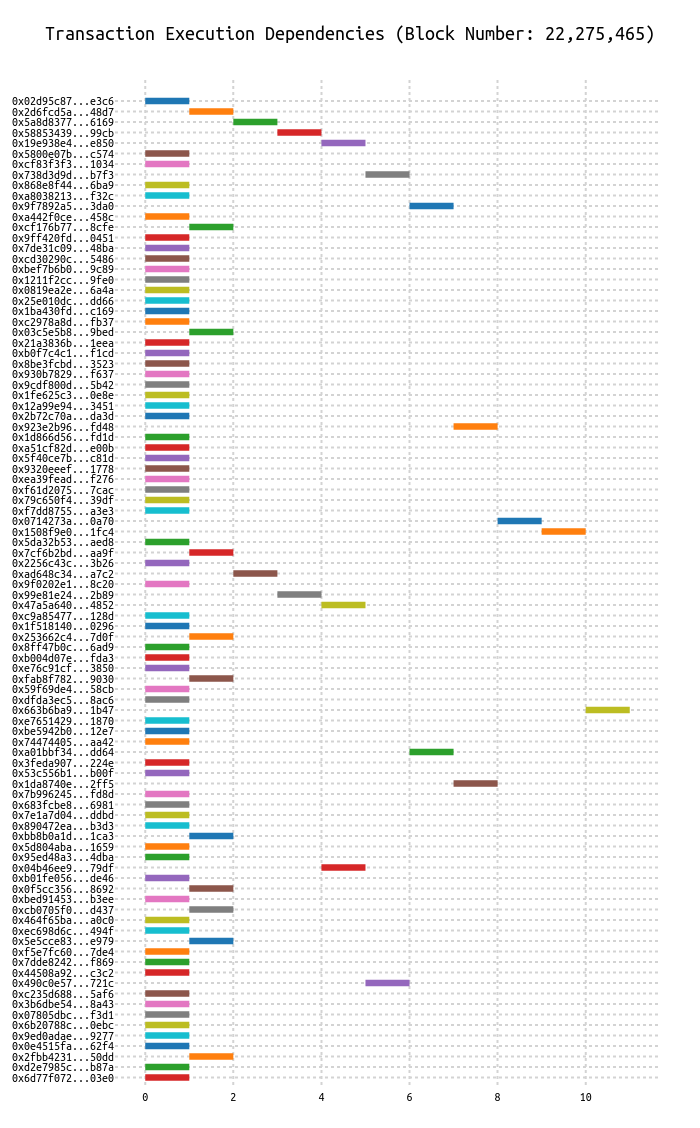 Transaction Execution Dependencies (Block Number: 22,275,465)
0x02d95c87...e3c6
0x2d6fcd5a...48d7
0x5a8d8377...6169
0x58853439...99cb
0x19e938e4...e850
0x5800e07b...c574
0xcf83f3f3...1034
0x738d3d9d...b7f3
0x868e8f44...6ba9
0xa8038213...f32c
0x9f7892a5...3da0
0xa442f0ce...458c
0xcf176b77...8cfe
0x9ff420fd...0451
0x7de31c09...48ba
0xcd30290c...5486
0xbef7b6b0...9c89
0x1211f2cc...9fe0
0x0819ea2e...6a4a
0x25e010dc...dd66
0x1ba430fd...c169
0xc2978a8d...fb37
0x03c5e5b8...9bed
0x21a3836b...1eea
0xb0f7c4c1...f1cd
0x8be3fcbd...3523
0x930b7829...f637
0x9cdf800d...5b42
0x1fe625c3...0e8e
0x12a99e94...3451
0x2b72c70a...da3d
0x923e2b96...fd48
0x1d866d56...fd1d
0xa51cf82d...e00b
0x5f40ce7b...c81d
0x9320eeef...1778
0xea39fead...f276
0xf61d2075...7cac
0x79c650f4...39df
0xf7dd8755...a3e3
0x0714273a...0a70
0x1508f9e0...1fc4
0x5da32b53...aed8
0x7cf6b2bd...aa9f
0x2256c43c...3b26
0xad648c34...a7c2
0x9f0202e1...8c20
0x99e81e24...2b89
0x47a5a640...4852
0xc9a85477...128d
0x1f518140...0296
0x253662c4...7d0f
0x8ff47b0c...6ad9
0xb004d07e...fda3
0xe76c91cf...3850
0xfab8f782...9030
0x59f69de4...58cb
0xdfda3ec5...8ac6
0x663b6ba9...1b47
0xe7651429...1870
0xbe5942b0...12e7
0x74474405...aa42
0xa01bbf34...dd64
0x3feda907...224e
0x53c556b1...b00f
0x1da8740e...2ff5
0x7b996245...fd8d
0x683fcbe8...6981
0x7e1a7d04...ddbd
0x890472ea...b3d3
0xbb8b0a1d...1ca3
0x5d804aba...1659
0x95ed48a3...4dba
0x04b46ee9...79df
0xb01fe056...de46
0x0f5cc356...8692
0xbed91453...b3ee
0xcb0705f0...d437
0x464f65ba...a0c0
0xec698d6c...494f
0x5e5cce83...e979
0xf5e7fc60...7de4
0x7dde8242...f869
0x44508a92...c3c2
0x490c0e57...721c
0xc235d688...5af6
0x3b6dbe54...8a43
0x07805dbc...f3d1
0x6b20788c...0ebc
0x9ed0adae...9277
0x0e4515fa...62f4
0x2fbb4231...50dd
0xd2e7985c...b87a
0x6d77f072...03e0
0 2 4 6 8 10